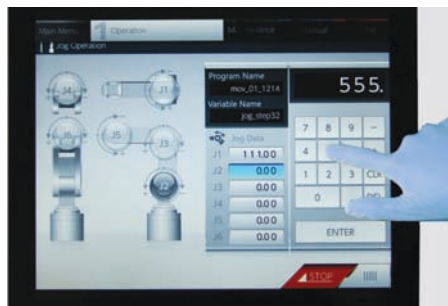 Main Menu 1 Operation
Jog Operation
Program Name
mov_01_1214
Variable Name
jog_step32
Jog Data
J1 111.00
J2 0.00
J3 0.00
J4 0.00
J5 0.00
J6 0.00
555.
7 8 9 −
4
1 2 3 CLR
0
ENTER
STOP
J4 J1
J6 J5 J3
J2